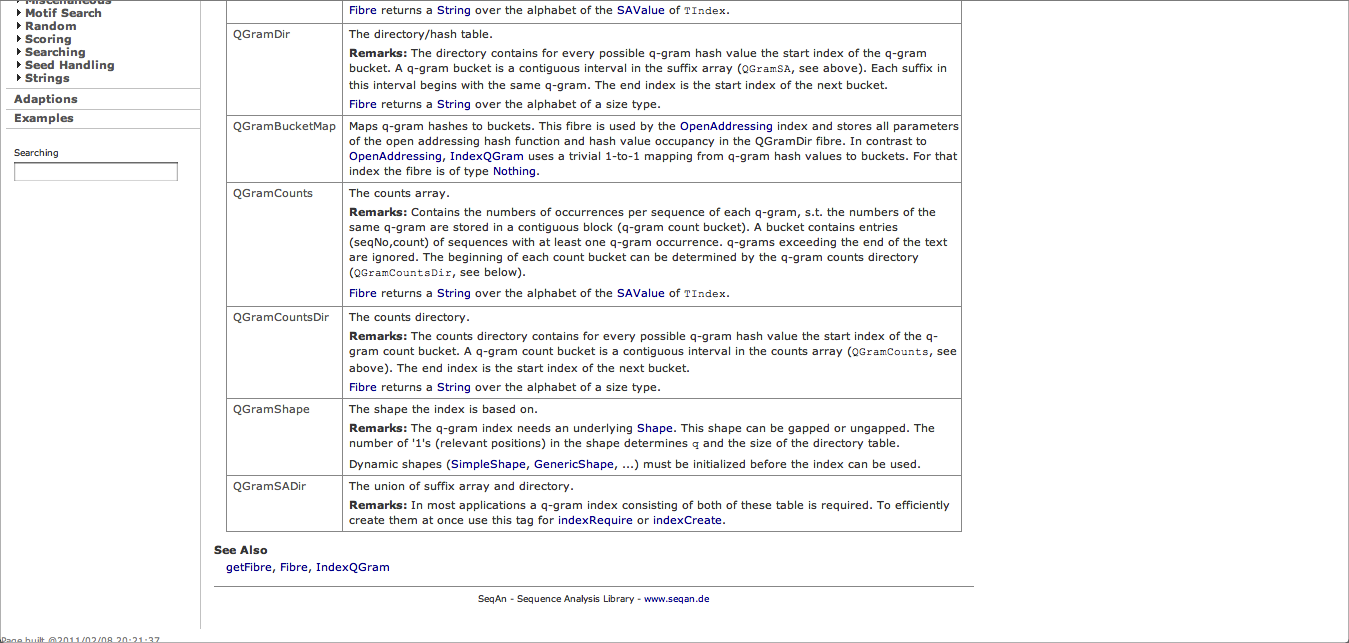 Miscellaneous
Motif Search
Random
Scoring
Searching
Seed Handling
Strings
Adaptions
Examples
Searching
Fibre returns a String over the alphabet of the SAValue of TIndex.
QGramDir
The directory/hash table.
Remarks: The directory contains for every possible q-gram hash value the start index of the q-gram
bucket. A q-gram bucket is a contiguous interval in the suffix array (QGramSA, see above). Each suffix in
this interval begins with the same q-gram. The end index is the start index of the next bucket.
Fibre returns a String over the alphabet of a size type.
QGramBucketMap
Maps q-gram hashes to buckets. This fibre is used by the OpenAddressing index and stores all parameters
of the open addressing hash function and hash value occupancy in the QGramDir fibre. In contrast to
OpenAddressing, IndexQGram uses a trivial 1-to-1 mapping from q-gram hash values to buckets. For that
index the fibre is of type Nothing.
QGramCounts
The counts array.
Remarks: Contains the numbers of occurrences per sequence of each q-gram, s.t. the numbers of the
same q-gram are stored in a contiguous block (q-gram count bucket). A bucket contains entries
(seqNo,count) of sequences with at least one q-gram occurrence. q-grams exceeding the end of the text
are ignored. The beginning of each count bucket can be determined by the q-gram counts directory
(QGramCountsDir, see below).
Fibre returns a String over the alphabet of the SAValue of TIndex.
QGramCountsDir
The counts directory.
Remarks: The counts directory contains for every possible q-gram hash value the start index of the q-
gram count bucket. A q-gram count bucket is a contiguous interval in the counts array (QGramCounts, see
above). The end index is the start index of the next bucket.
Fibre returns a String over the alphabet of a size type.
QGramShape
The shape the index is based on.
Remarks: The q-gram index needs an underlying Shape. This shape can be gapped or ungapped. The
number of '1's (relevant positions) in the shape determines q and the size of the directory table.
Dynamic shapes (SimpleShape, GenericShape, ...) must be initialized before the index can be used.
QGramSADir
The union of suffix array and directory.
Remarks: In most applications a q-gram index consisting of both of these table is required. To efficiently
create them at once use this tag for indexRequire or indexCreate.
See Also
getFibre, Fibre, IndexQGram
SeqAn - Sequence Analysis Library - www.seqan.de
Page built @2011/02/08 20:21:37